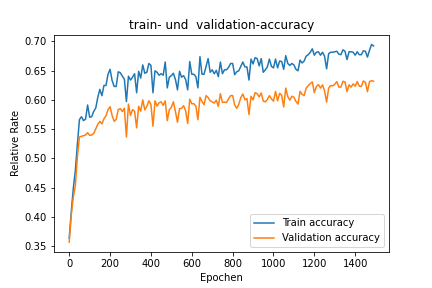 train- und  validation-accuracy
Relative Rate
0.70
0.65
0.60
0.55
0.50
0.45
0.40
0.35
0 200 400 600 800 1000 1200 1400
Epochen
Train accuracy
Validation accuracy